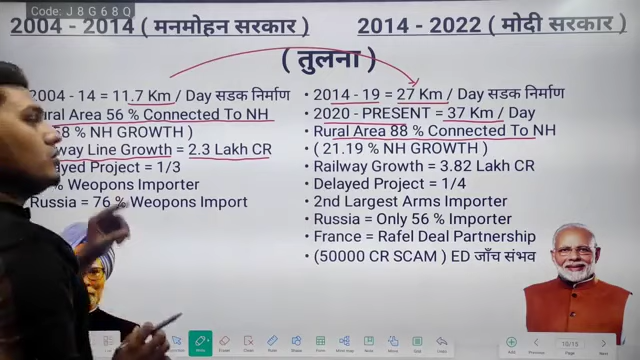 Code: J8G68Q
2004 - 2014 ( मनमोहन सरकार )
2014 - 2022 ( मोदी सरकार )
( तुलना )
2004 - 14 = 11.7 Km / Day सडक निर्माण
Area 56 % Connected To NH
% NH GROWTH )
Line Growth = 2.3 Lakh CR
Project = 1/3
% Weopons Importer
Russia = 76 % Weopons Import
• 2014 - 19 = 27 Km / Day सडक निर्माण
• 2020 - PRESENT = 37 Km / Day
• Rural Area 88 % Connected To NH
• ( 21.19 % NH GROWTH )
• Railway Growth = 3.82 Lakh CR
• Delayed Project = 1/4
• 2nd Largest Arms Importer
• Russia = Only 56 % Importer
• France = Rafel Deal Partnership
• (50000 CR SCAM ) ED जाँच संभव
10/15